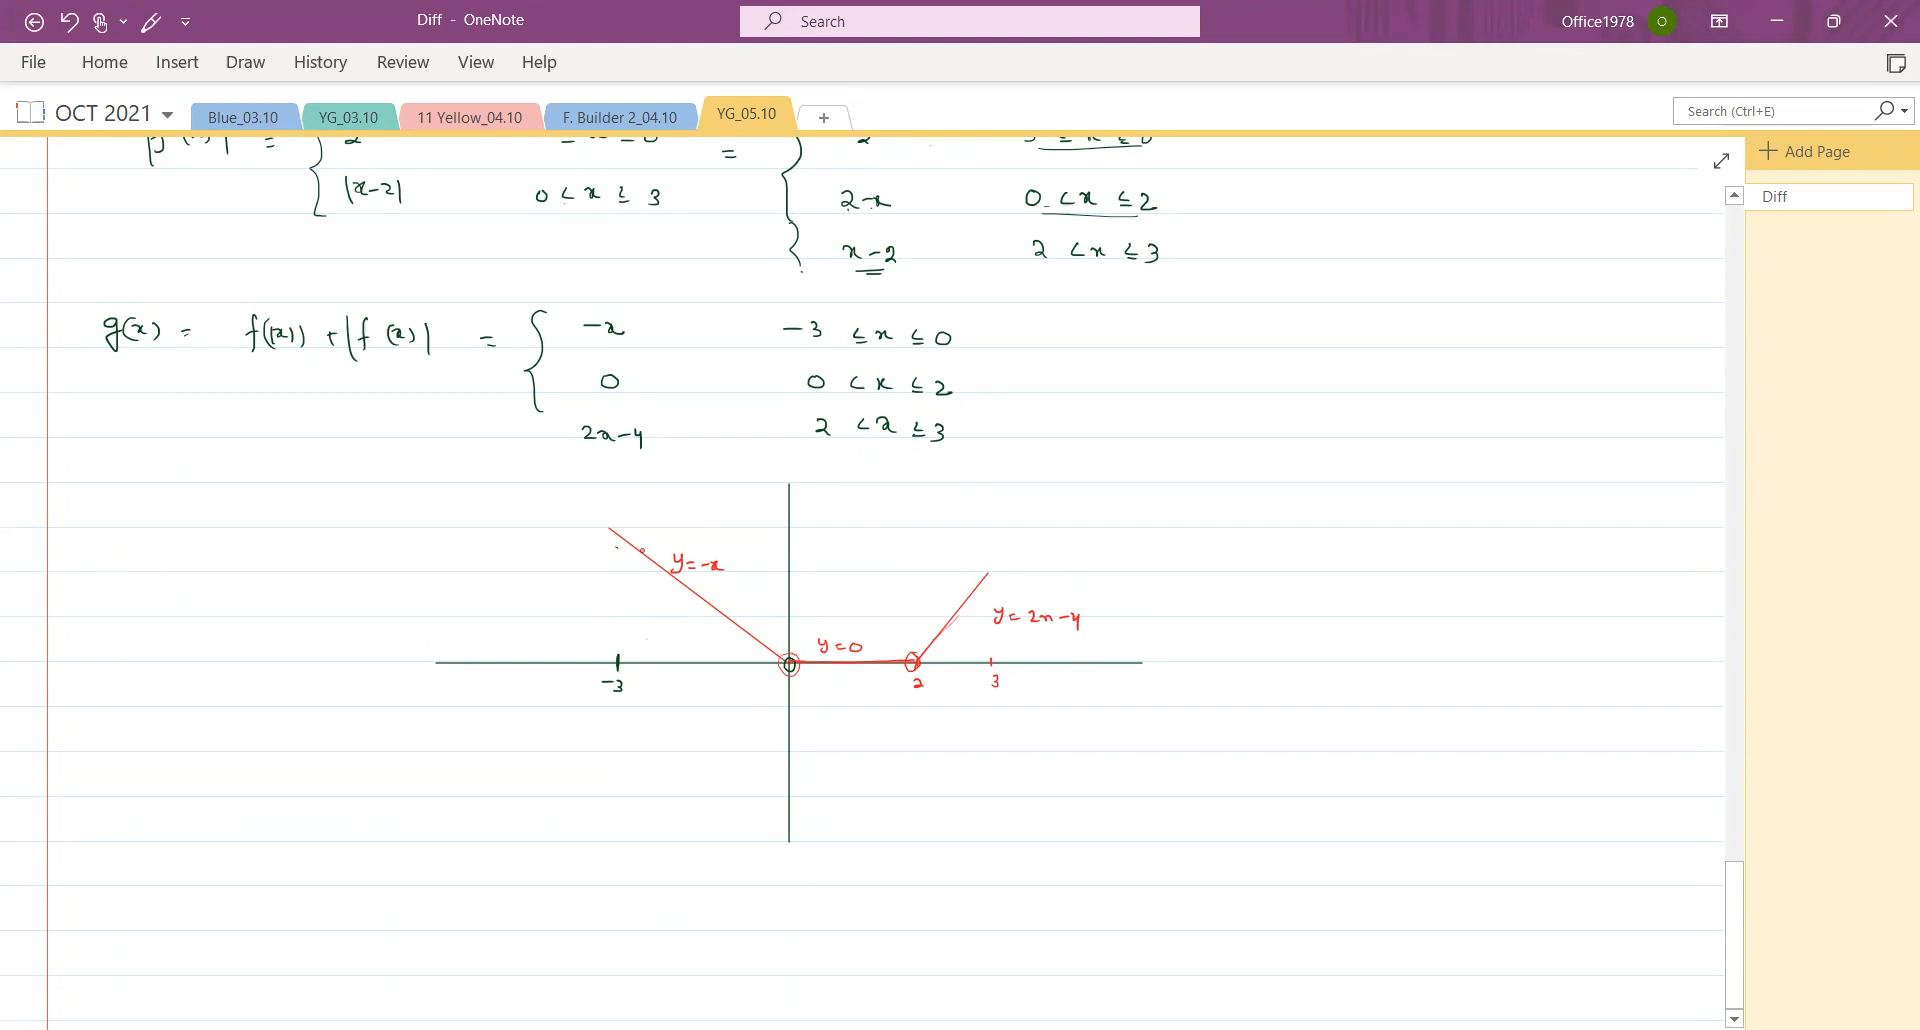 Diff - OneNote
Search
Office1978
O
File Home Insert Draw History Review View Help
OCT 2021
Blue_03.10
YG_03.10
11 Yellow_04.10
F. Builder 2_04.10
YG_05.10
+
Search (Ctrl+E)
Add Page
Diff
|x-2| 0 < x ≤ 3
=
2-x 0 < x ≤ 2
x-2 2 < x ≤ 3
g(x) = f(|x|) + |f(x)| = { -x -3 ≤ x ≤ 0
0 0 < x ≤ 2
2x-4 2 < x ≤ 3
y=-x
y=2x-4
y=0
-3
0
2
3